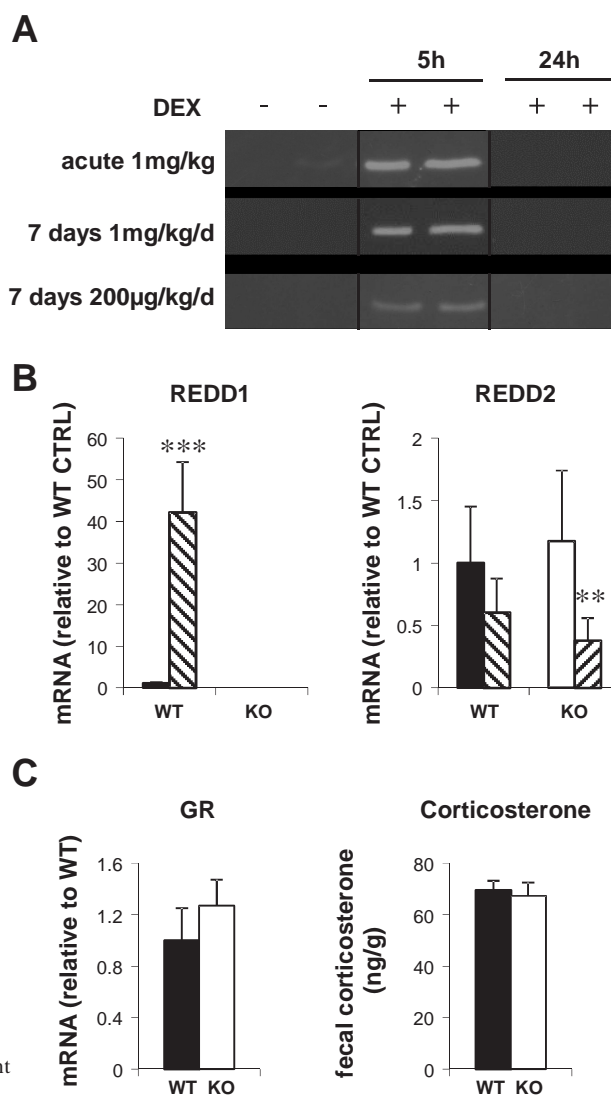 A
5h 24h
DEX - - + + + +
acute 1mg/kg
7 days 1mg/kg/d
7 days 200µg/kg/d
B
REDD1
mRNA (relative to WT CTRL)
60
50
40
30
20
10
0
***
WT KO
REDD2
mRNA (relative to WT CTRL)
2
1.5
1
0.5
0
**
WT KO
C
GR
mRNA (relative to WT)
1.6
1.2
0.8
0.4
0
WT KO
Corticosterone
fecal corticosterone
(ng/g)
80
60
40
20
0
WT KO
nt